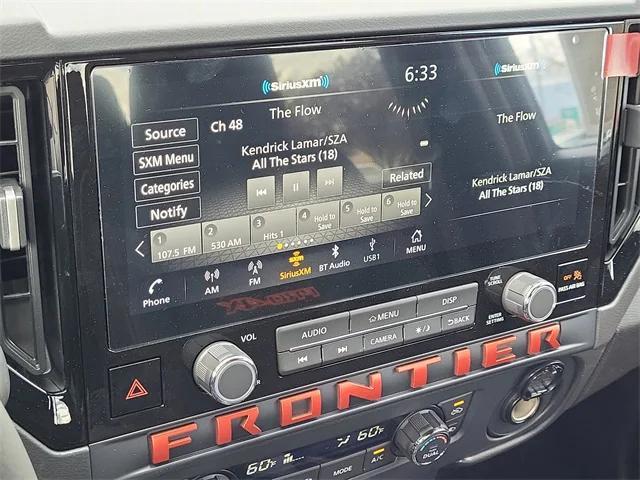 SiriusXM
6:33
SiriusXM
The Flow
The Flow
Source
Ch 48
SXM Menu
Kendrick Lamar/SZA
All The Stars (18)
Kendrick Lamar/SZA
All The Stars (18)
Categories
Related
Notify
1 107.5 FM
2 530 AM
3 Hits 1
4 Hold to Save
5 Hold to Save
6 Hold to Save
Phone
AM
FM
SXM SiriusXM
BT Audio
USB1
MENU
TUNE SCROLL
OFF
PASS AIR BAG
ENTER SETTING
VOL
AUDIO
MENU
DISP
CAMERA
BACK
FRONTIER
60°F
60°F
MODE
A/C
DUAL